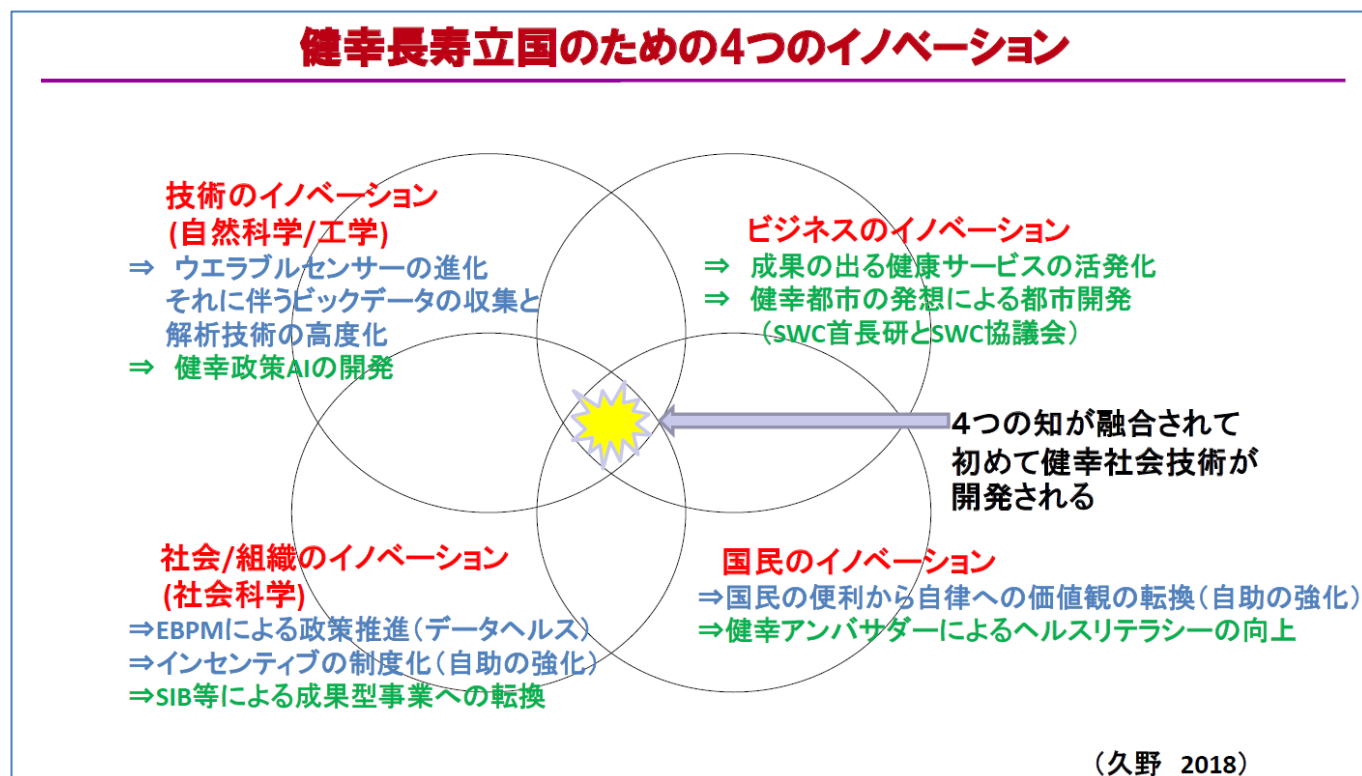 健幸長寿立国のための4つのイノベーション
技術のイノベーション
(自然科学/工学)
⇒ ウエラブルセンサーの進化
それに伴うビックデータの収集と
解析技術の高度化
⇒ 健幸政策AIの開発
ビジネスのイノベーション
⇒ 成果の出る健康サービスの活発化
⇒ 健幸都市の発想による都市開発
（SWC首長研とSWC協議会）
4つの知が融合されて
初めて健幸社会技術が
開発される
社会/組織のイノベーション
(社会科学)
⇒EBPMによる政策推進（データヘルス）
⇒インセンティブの制度化（自助の強化）
⇒SIB等による成果型事業への転換
国民のイノベーション
⇒国民の便利から自律への価値観の転換（自助の強化）
⇒健幸アンバサダーによるヘルスリテラシーの向上
（久野 2018）